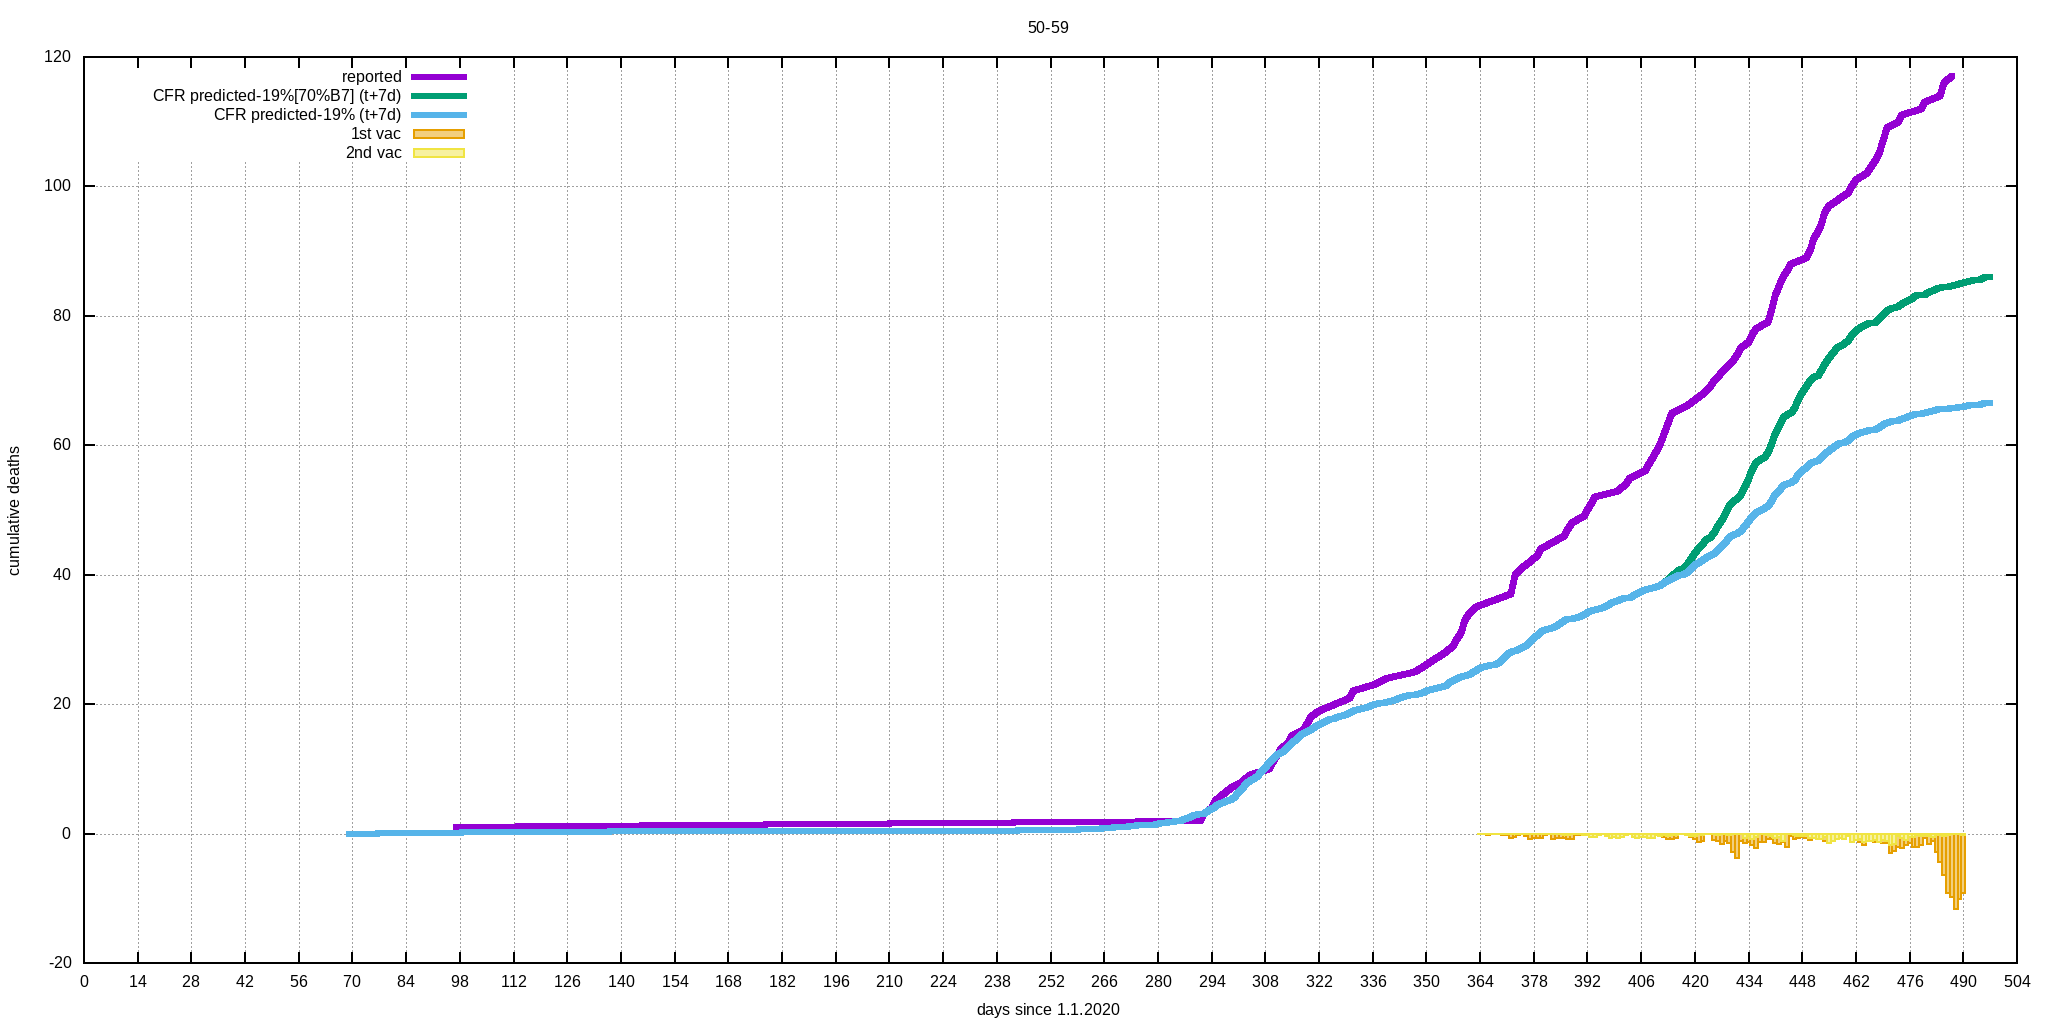 50-59
120
100
80
60
40
20
0
-20
reported
CFR predicted-19%[70%B7] (t+7d)
CFR predicted-19% (t+7d)
1st vac
2nd vac
cumulative deaths
0 14 28 42 56 70 84 98 112 126 140 154 168 182 196 210 224 238 252 266 280 294 308 322 336 350 364 378 392 406 420 434 448 462 476 490 504
days since 1.1.2020